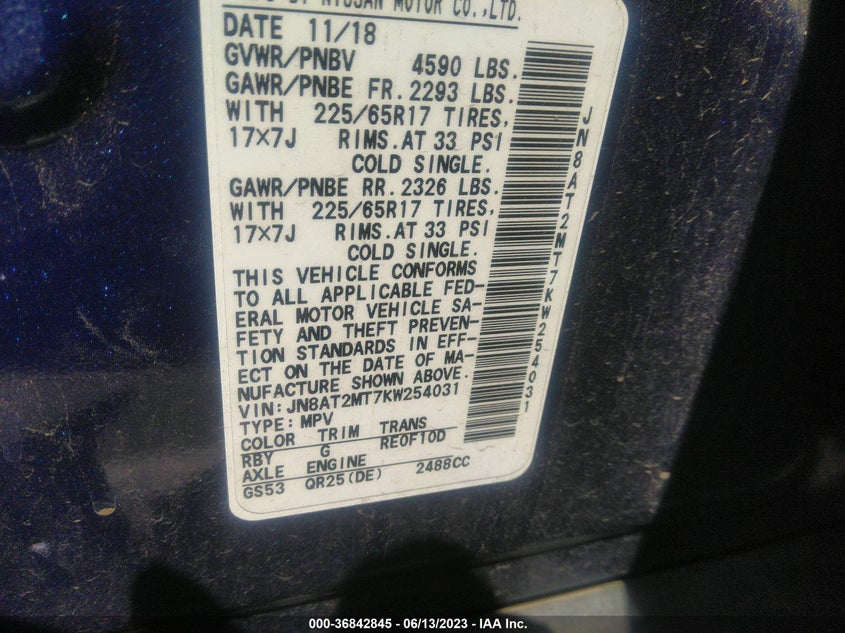 NISSAN MOTOR CO.,LTD.
DATE 11/18
GVWR/PNBV 4590 LBS.
GAWR/PNBE FR. 2293 LBS.
WITH 225/65R17 TIRES,
17X7J RIMS.AT 33 PSI
COLD SINGLE.
GAWR/PNBE RR. 2326 LBS.
WITH 225/65R17 TIRES,
17X7J RIMS.AT 33 PSI
COLD SINGLE.
THIS VEHICLE CONFORMS
TO ALL APPLICABLE FED-
ERAL MOTOR VEHICLE SA-
FETY AND THEFT PREVEN-
TION STANDARDS IN EFF-
ECT ON THE DATE OF MA-
NUFACTURE SHOWN ABOVE.
VIN: JN8AT2MT7KW254031
TYPE: MPV
COLOR TRIM TRANS
RBY G RE0F10D
AXLE ENGINE
GS53 QR25(DE) 2488CC
JN8AT2MT7KW254031
000-36842845 - 06/13/2023 - IAA Inc.